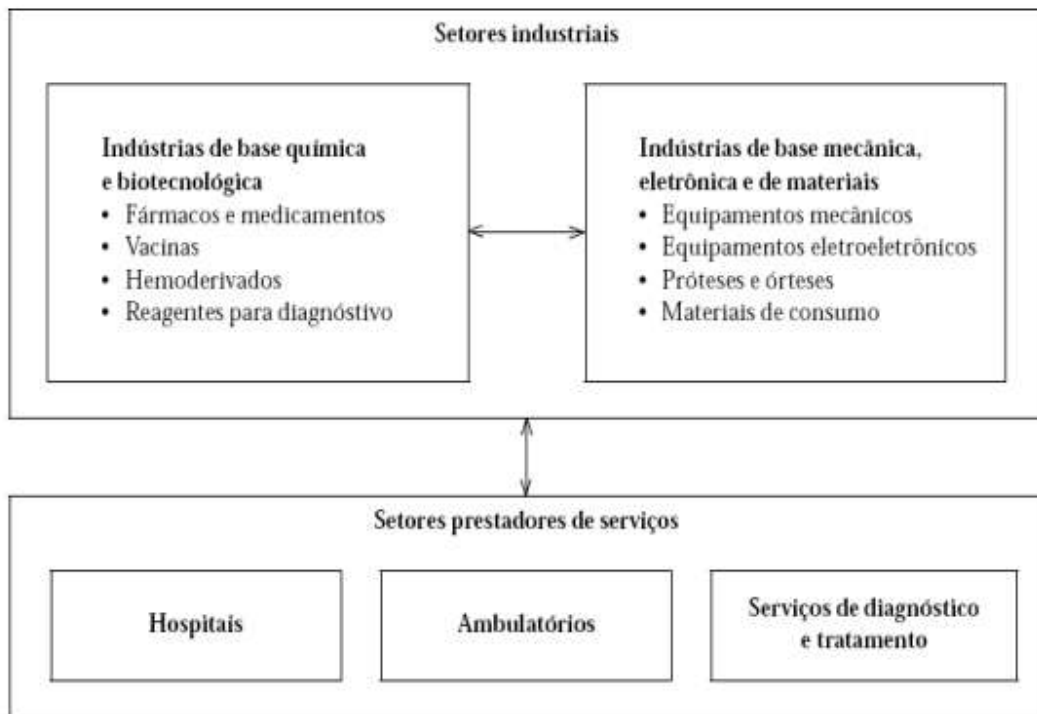 Setores industriais
Indústrias de base química
e biotecnológica
• Fármacos e medicamentos
• Vacinas
• Hemoderivados
• Reagentes para diagnóstivo
Indústrias de base mecânica,
eletrônica e de materiais
• Equipamentos mecânicos
• Equipamentos eletroeletrônicos
• Próteses e órteses
• Materiais de consumo
Setores prestadores de serviços
Hospitais
Ambulatórios
Serviços de diagnóstico
e tratamento